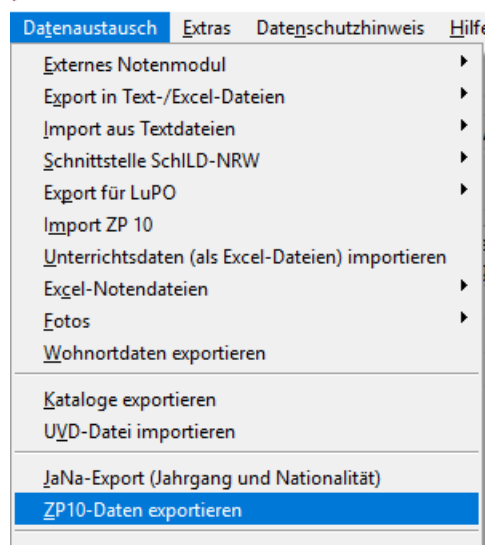 Datenaustausch Extras Datenschutzhinweis Hilfe
Externes Notenmodul
Export in Text-/Excel-Dateien
Import aus Textdateien
Schnittstelle SchILD-NRW
Export für LuPO
Import ZP 10
Unterrichtsdaten (als Excel-Dateien) importieren
Excel-Notendateien
Fotos
Wohnortdaten exportieren
Kataloge exportieren
UVD-Datei importieren
JaNa-Export (Jahrgang und Nationalität)
ZP10-Daten exportieren